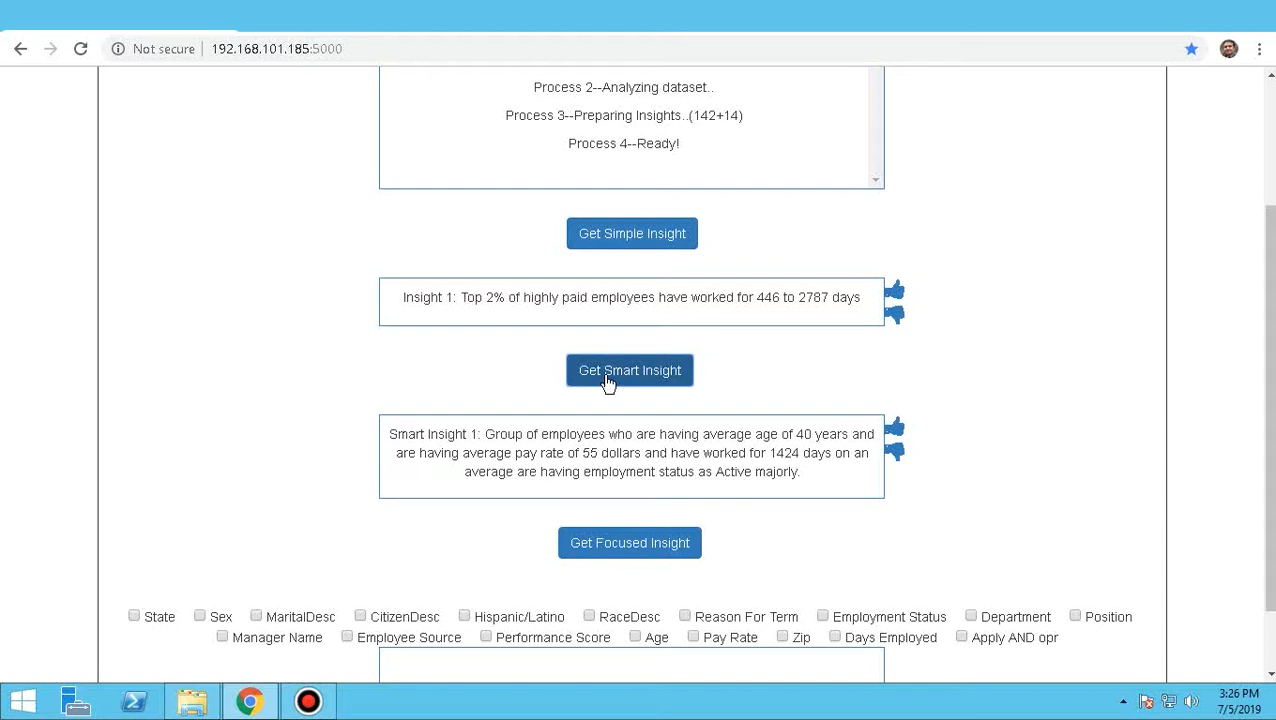 Not secure 192.168.101.185:5000
Process 2--Analyzing dataset..
Process 3--Preparing Insights..(142+14)
Process 4--Ready!
Get Simple Insight
Insight 1: Top 2% of highly paid employees have worked for 446 to 2787 days
Get Smart Insight
Smart Insight 1: Group of employees who are having average age of 40 years and
are having average pay rate of 55 dollars and have worked for 1424 days on an
average are having employment status as Active majorly.
Get Focused Insight
State Sex MaritalDesc CitizenDesc Hispanic/Latino RaceDesc Reason For Term Employment Status Department Position
Manager Name Employee Source Performance Score Age Pay Rate Zip Days Employed Apply AND opr
3:26 PM
7/5/2019